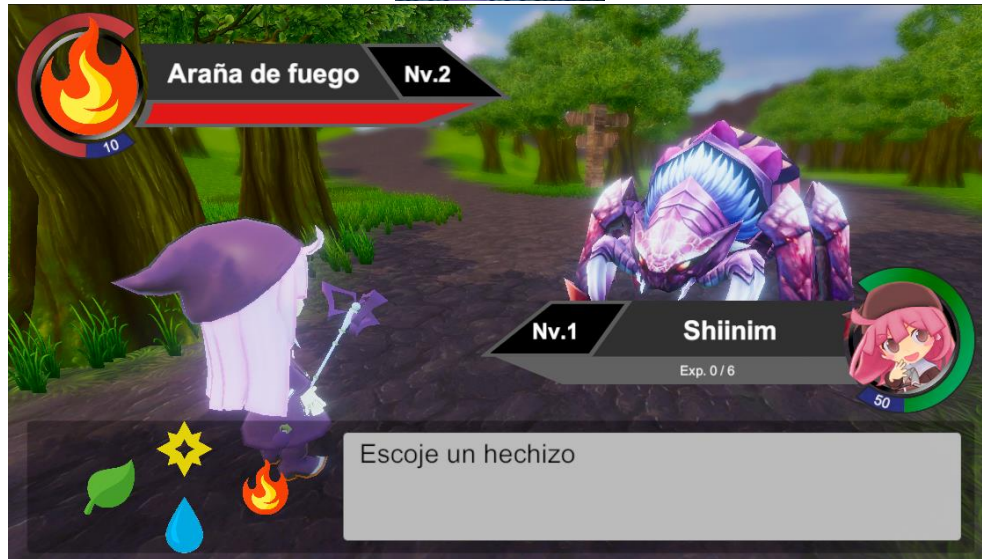 Araña de fuego
Nv.2
10
Nv.1
Shiinim
Exp. 0 / 6
50
Escoje un hechizo